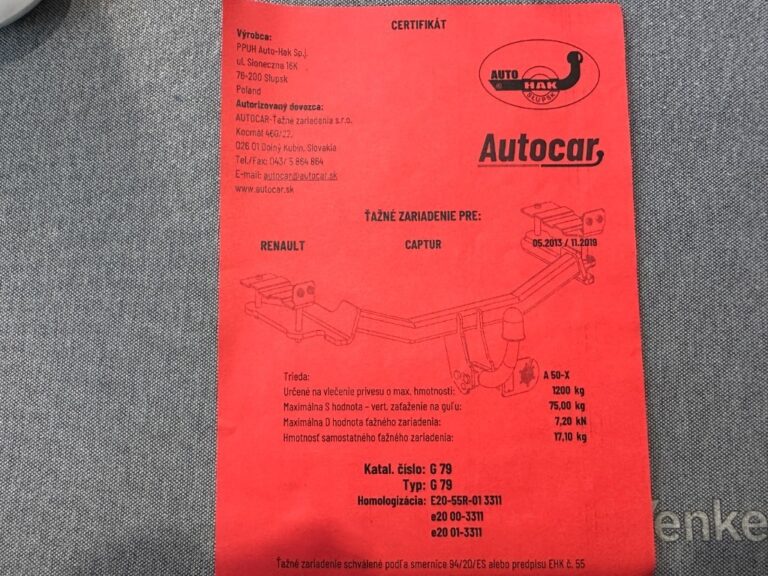 CERTIFIKÁT
Výrobca:
PPUH Auto-Hak Sp.j.
ul. Słoneczna 16K
76-200 Słupsk
Poland
Autorizovaný dovozca:
AUTOCAR-Ťažné zariadenia s.r.o.
Kocmáľ 460/22,
026 01 Dolný Kubín, Slovakia
Tel./Fax: 043/ 5 864 864
E-mail: autocar@autocar.sk
www.autocar.sk
AUTO
HAK
SŁUPSK
Autocar
ŤAŽNÉ ZARIADENIE PRE:
RENAULT CAPTUR 05.2013 / 11.2019
Trieda: A 50-X
Určené na vlečenie prívesu o max. hmotnosti: 1200 kg
Maximálna S hodnota – vert. zaťaženie na guľu: 75,00 kg
Maximálna D hodnota ťažného zariadenia: 7,20 kN
Hmotnosť samostatného ťažného zariadenia: 17,10 kg
Katal. číslo: G 79
Typ: G 79
Homologizácia: E20-55R-01 3311
e20 00-3311
e20 01-3311
Ťažné zariadenie schválené podľa smernice 94/20/ES alebo predpisu EHK č. 55
enke